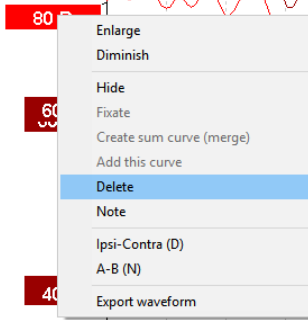 80
Enlarge
Diminish
Hide
Fixate
60
Create sum curve (merge)
Add this curve
Delete
Note
Ipsi-Contra (D)
A-B (N)
40
Export waveform